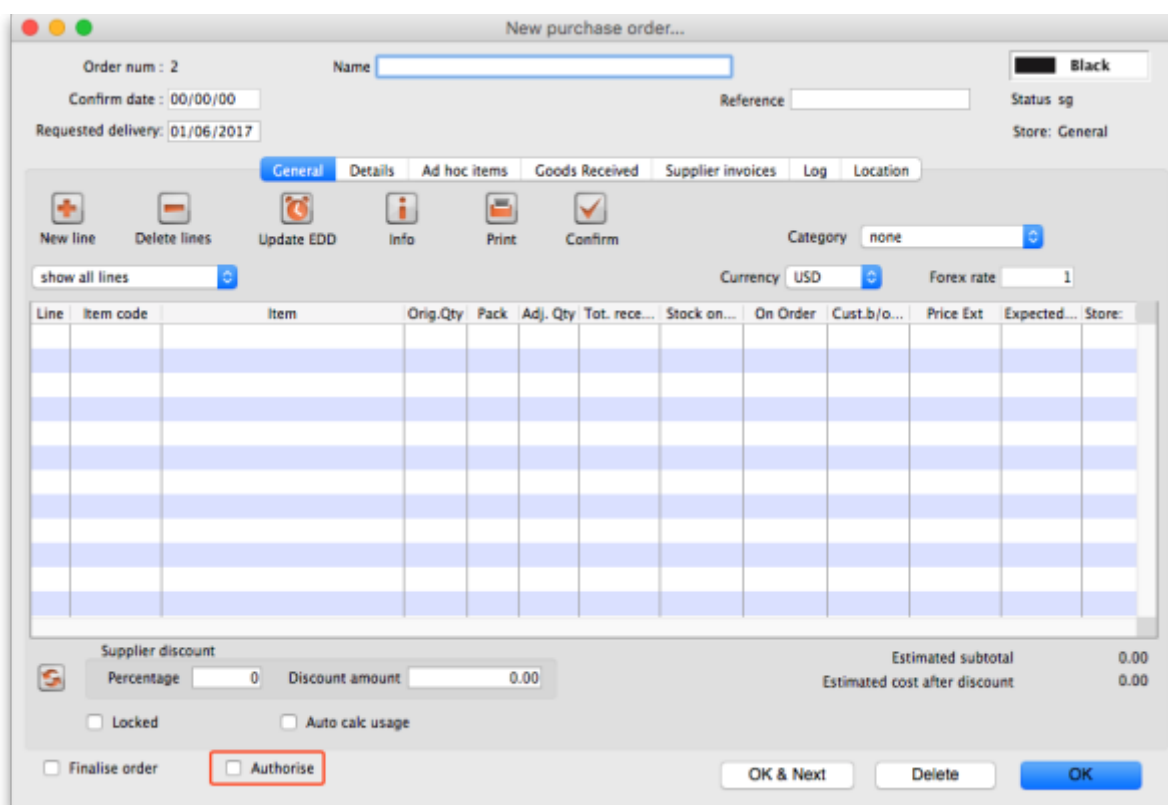 New purchase order...
Order num : 2
Name
Black
Confirm date : 00/00/00
Reference
Status sg
Requested delivery: 01/06/2017
Store: General
General Details Ad hoc items Goods Received Supplier invoices Log Location
New line Delete lines Update EDD Info Print Confirm
Category none
show all lines
Currency USD
Forex rate 1
Line Item code Item Orig.Qty Pack Adj. Qty Tot. rece... Stock on... On Order Cust.b/o... Price Ext Expected... Store:
Supplier discount
Estimated subtotal 0.00
Percentage 0 Discount amount 0.00
Estimated cost after discount 0.00
Locked Auto calc usage
Finalise order Authorise
OK & Next Delete OK